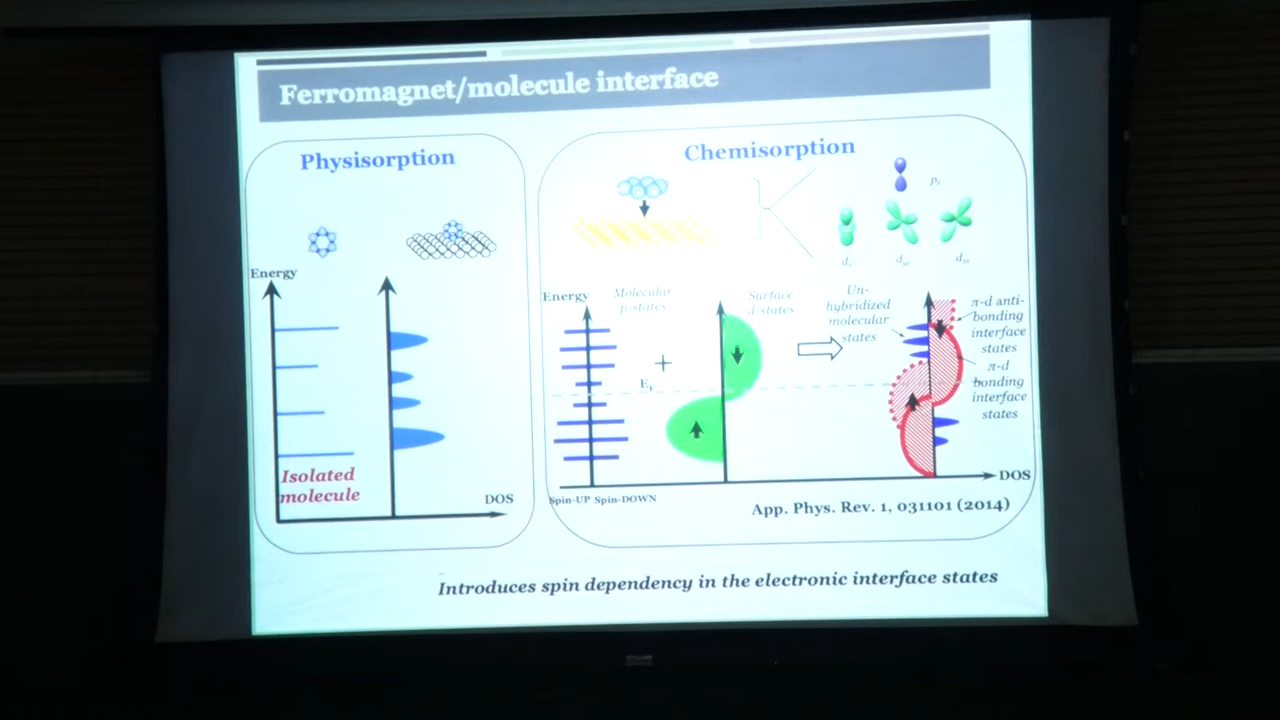 Ferromagnet/molecule interface
Physisorption
Energy
Isolated
molecule
DOS
Chemisorption
Energy
Molecular
p-states
Surface
d-states
Un-
hybridized
molecular
states
π-d anti-
bonding
interface
states
π-d
bonding
interface
states
+
DOS
Spin-UP Spin-DOWN
App. Phys. Rev. 1, 031101 (2014)
Introduces spin dependency in the electronic interface states